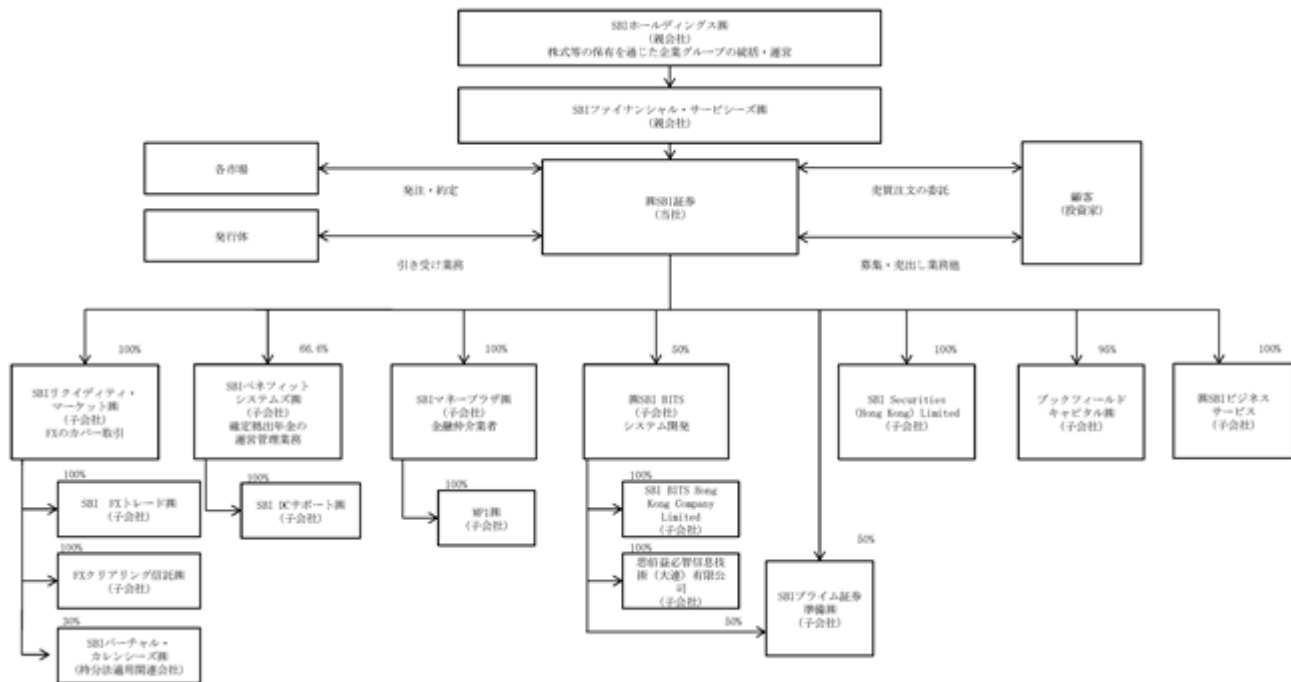 SBIホールディングス㈱
(親会社)
株式等の保有を通じた企業グループの統括・運営
SBIファイナンシャル・サービシーズ㈱
(親会社)
各市場
発注・約定
㈱SBI証券
(当社)
売買注文の委託
顧客
(投資家)
発行体
引き受け業務
募集・売出し業務他
100%
66.6%
100%
50%
100%
95%
100%
SBIリクイディティ・
マーケット㈱
(子会社)
FXのカバー取引
SBIベネフィット
システムズ㈱
(子会社)
確定拠出年金の
運営管理業務
SBIマネープラザ㈱
(子会社)
金融仲介業者
㈱SBI BITS
(子会社)
システム開発
SBI Securities
(Hong Kong) Limited
(子会社)
ブックフィールド
キャピタル㈱
(子会社)
㈱SBIビジネス
サービス
(子会社)
100%
SBI FXトレード㈱
(子会社)
100%
SBI DCサポート㈱
(子会社)
100%
MP1㈱
(子会社)
100%
SBI BITS Hong
Kong Company
Limited
(子会社)
100%
FXクリアリング信託㈱
(子会社)
100%
思佰益必智信息技
術（大連）有限公
司
(子会社)
50%
SBIプライム証券
準備㈱
(子会社)
50%
30%
SBIバーチャル・
カレンシーズ㈱
(持分法適用関連会社)